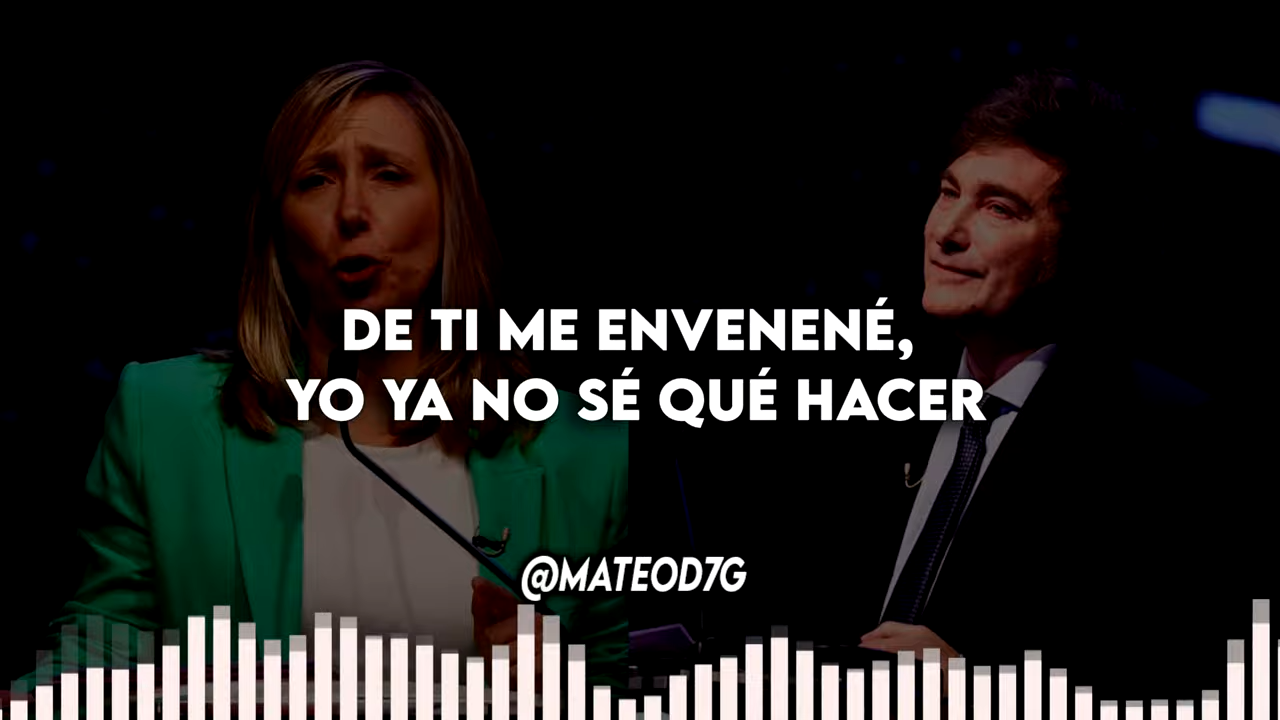 DE TI ME ENVENENÉ,
YO YA NO SÉ QUÉ HACER
@MATEOD7G